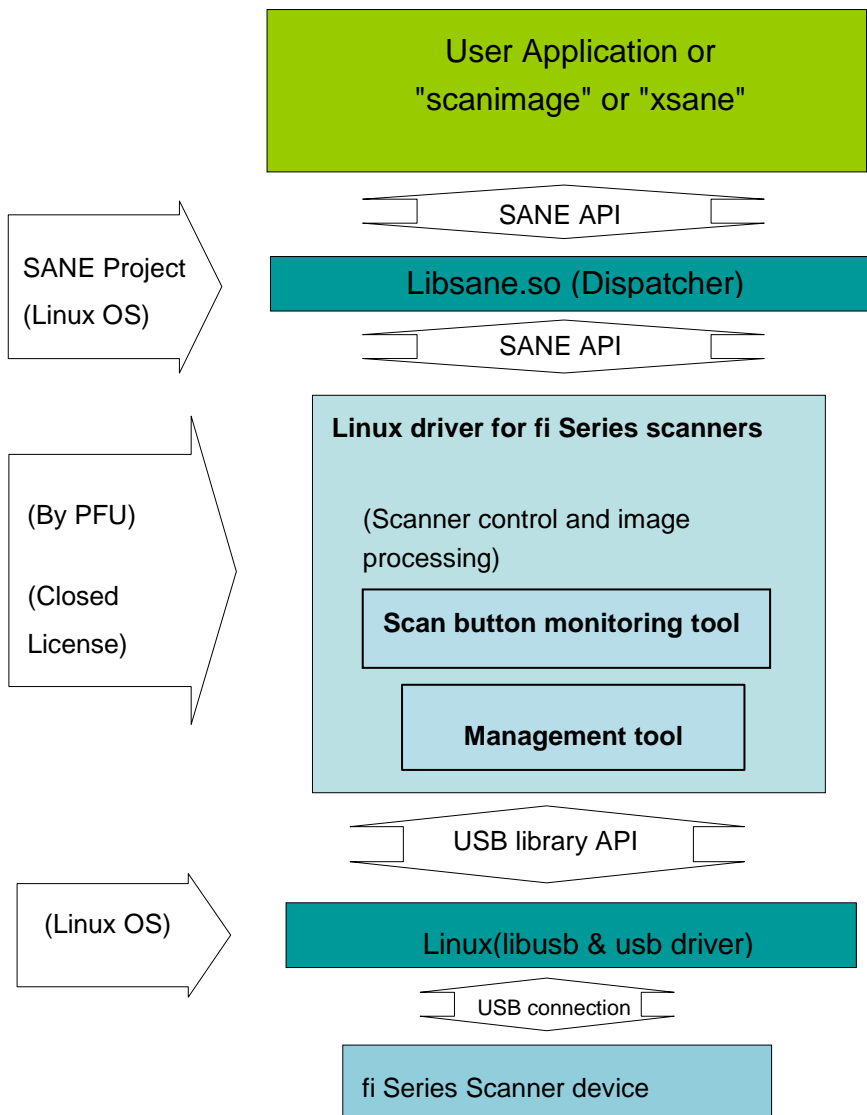 User Application or
"scanimage" or "xsane"
SANE API
SANE Project
(Linux OS)
Libsane.so (Dispatcher)
SANE API
Linux driver for fi Series scanners
(By PFU)
(Closed
License)
(Scanner control and image
processing)
Scan button monitoring tool
Management tool
USB library API
(Linux OS)
Linux(libusb & usb driver)
USB connection
fi Series Scanner device